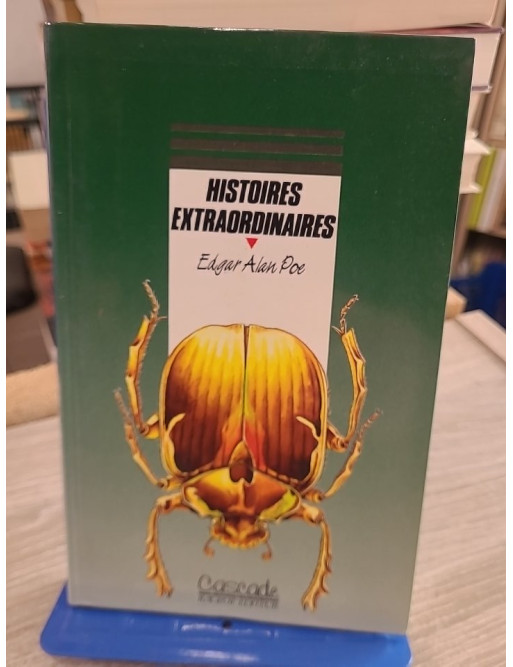 HISTOIRES
EXTRAORDINAIRES
Edgar Alan Poe
Cascade